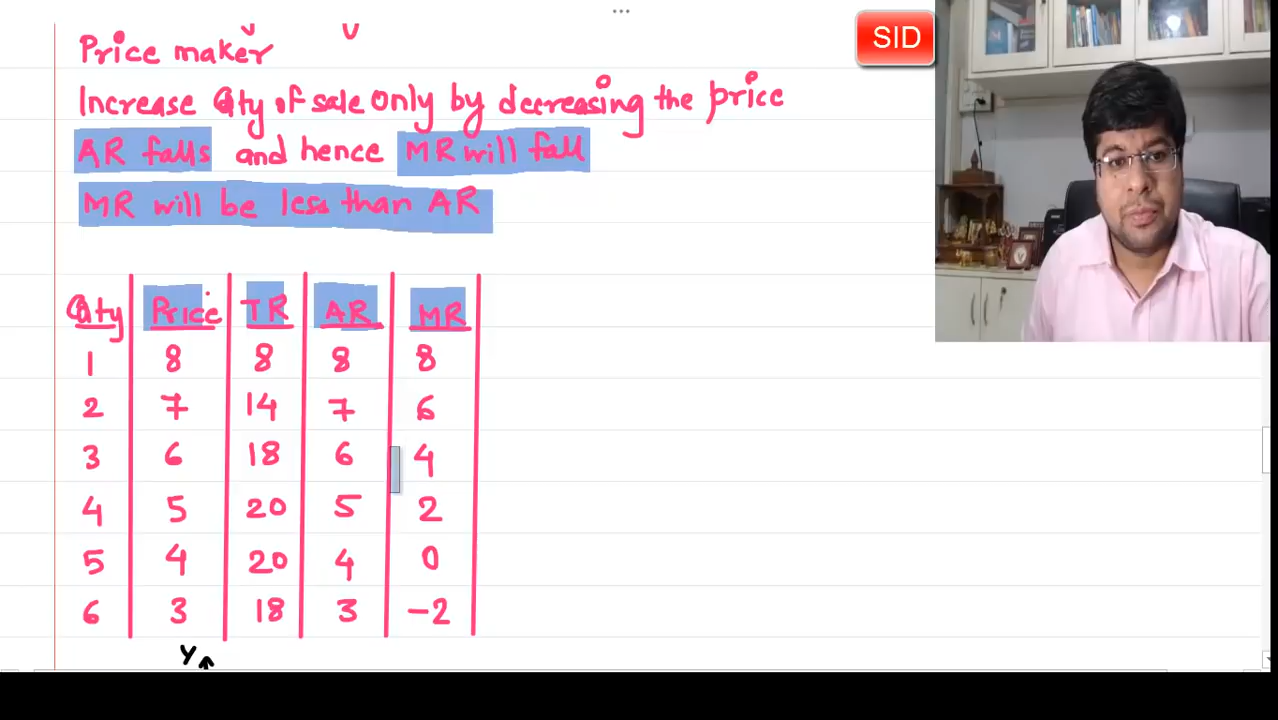 SID
Price maker
Increase Qty of sale only by decreasing the price
AR falls and hence MR will fall
MR will be less than AR
Qty Price TR AR MR
1 8 8 8 8
2 7 14 7 6
3 6 18 6 4
4 5 20 5 2
5 4 20 4 0
6 3 18 3 -2
Y